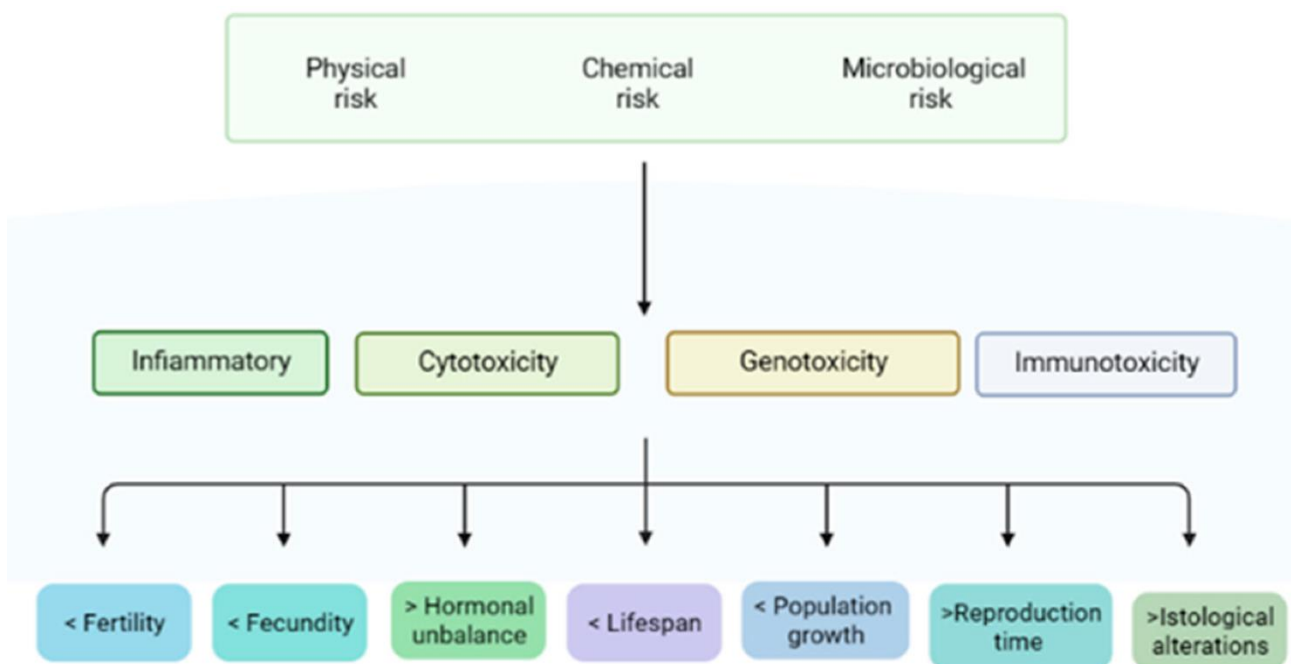 Physical
risk
Chemical
risk
Microbiological
risk
Infiammatory
Cytotoxicity
Genotoxicity
Immunotoxicity
< Fertility
< Fecundity
> Hormonal
unbalance
< Lifespan
< Population
growth
>Reproduction
time
>Istological
alterations